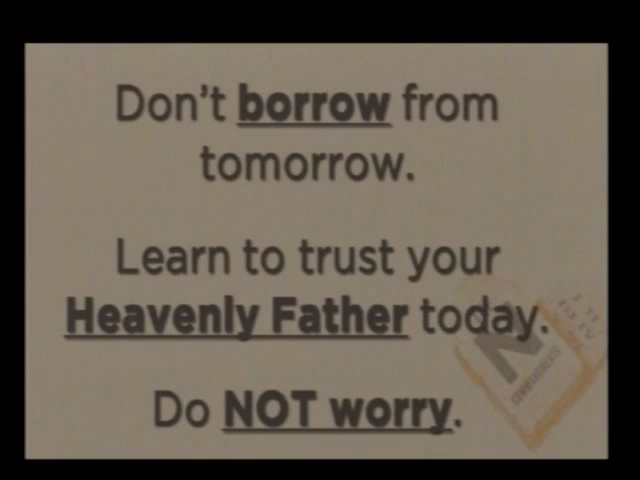 Don't borrow from
tomorrow.
Learn to trust your
Heavenly Father today.
Do NOT worry.